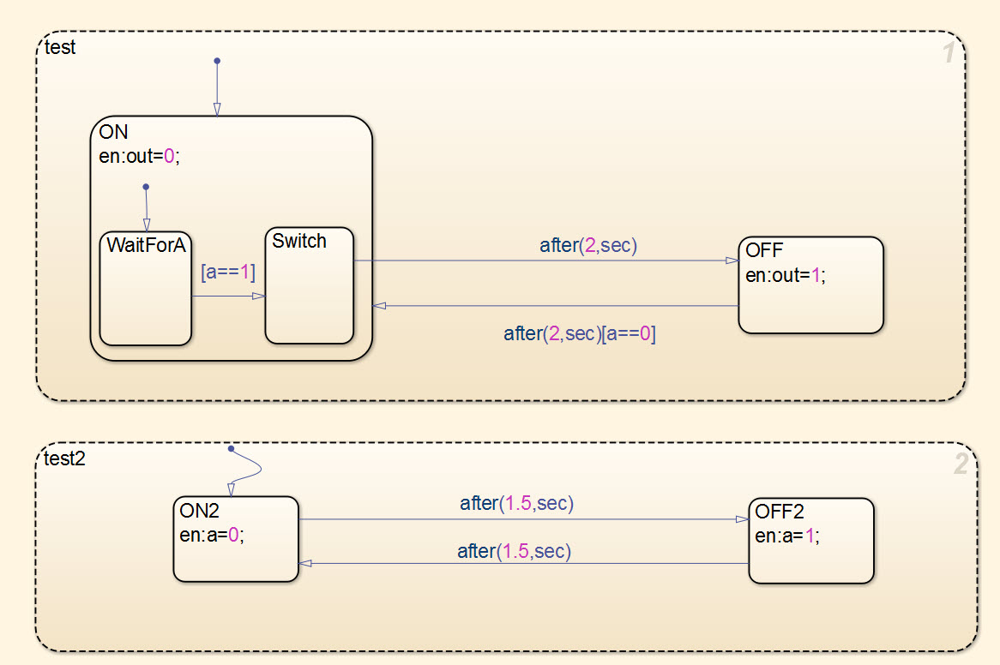 test
1
ON
en:out=0;
WaitForA
[a==1]
Switch
after(2,sec)
after(2,sec)[a==0]
OFF
en:out=1;
test2
2
ON2
en:a=0;
after(1.5,sec)
after(1.5,sec)
OFF2
en:a=1;